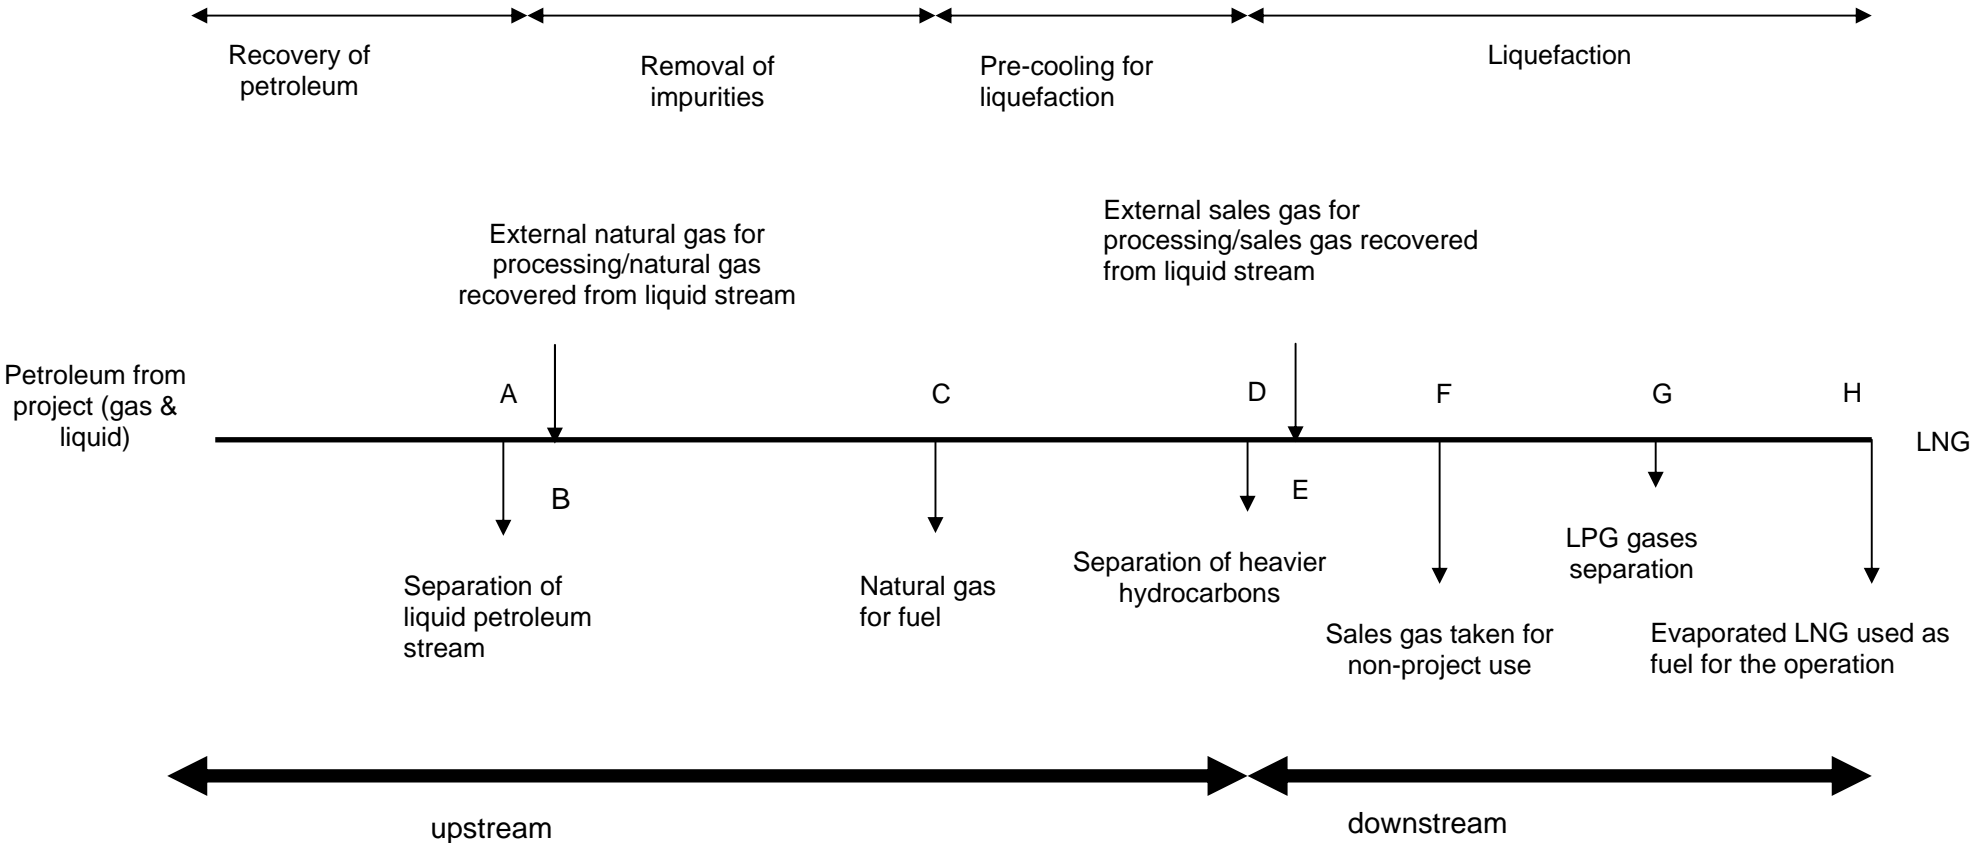 Recovery of
petroleum
Removal of
impurities
Pre-cooling for
liquefaction
Liquefaction
External natural gas for
processing/natural gas
recovered from liquid stream
External sales gas for
processing/sales gas recovered
from liquid stream
Petroleum from
project (gas &
liquid)
A
C
D
F
G
H
LNG
B
E
Separation of
liquid petroleum
stream
Natural gas
for fuel
Separation of heavier
hydrocarbons
Sales gas taken for
non-project use
LPG gases
separation
Evaporated LNG used as
fuel for the operation
upstream
downstream